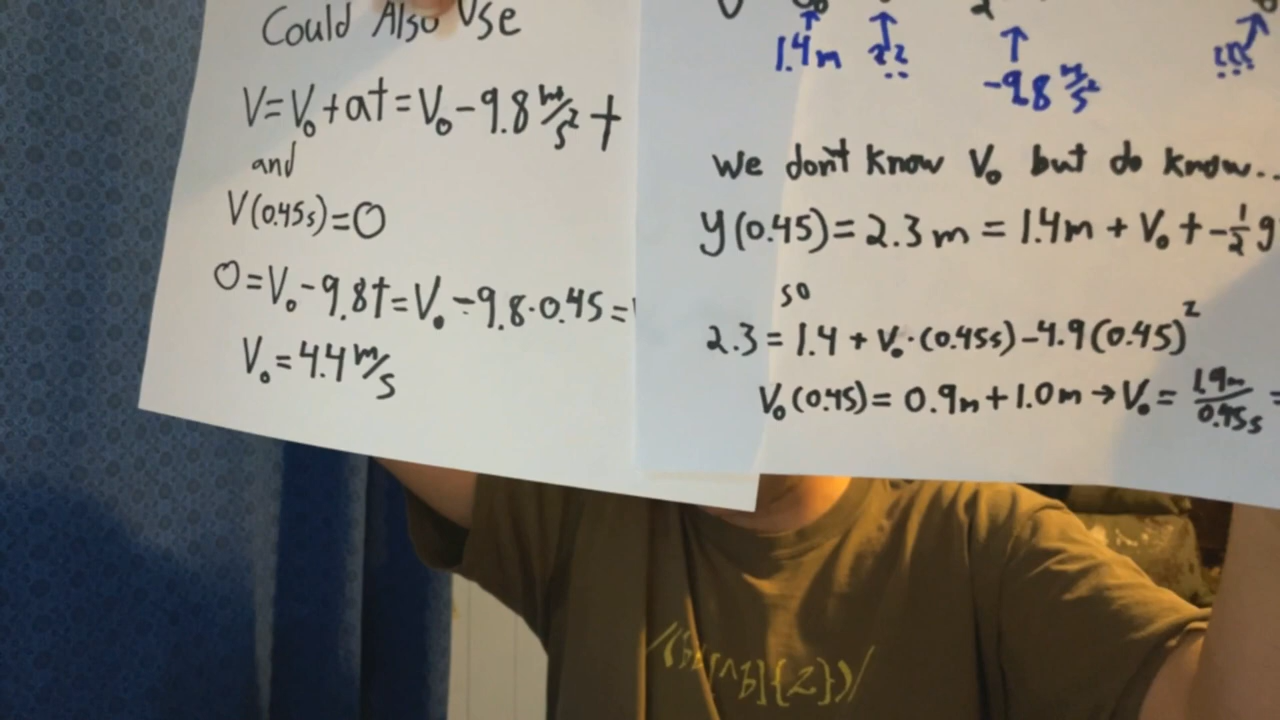 Could Also Use
V=V₀+at=V₀-9.8 m/s² t
and
V(0.45s)=0
0=V₀-9.8t=V₀-9.8·0.45=
V₀=4.4 m/s
1.4m ??
-9.8 m/s²
We don't know V₀ but do know..
y(0.45)=2.3m=1.4m+V₀t-½g
so
2.3=1.4+V₀·(0.45s)-4.9(0.45)²
V₀(0.45)=0.9m+1.0m→V₀=1.9m/0.45s=